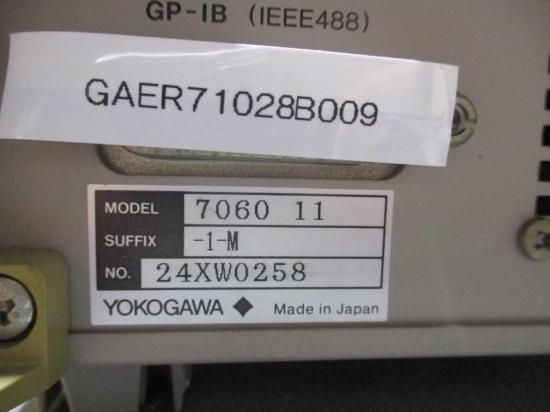 GP-IB (IEEE488)
GAER71028B009
MODEL 7060 11
SUFFIX -1-M
NO. 24XW0258
YOKOGAWA ◆ Made in Japan